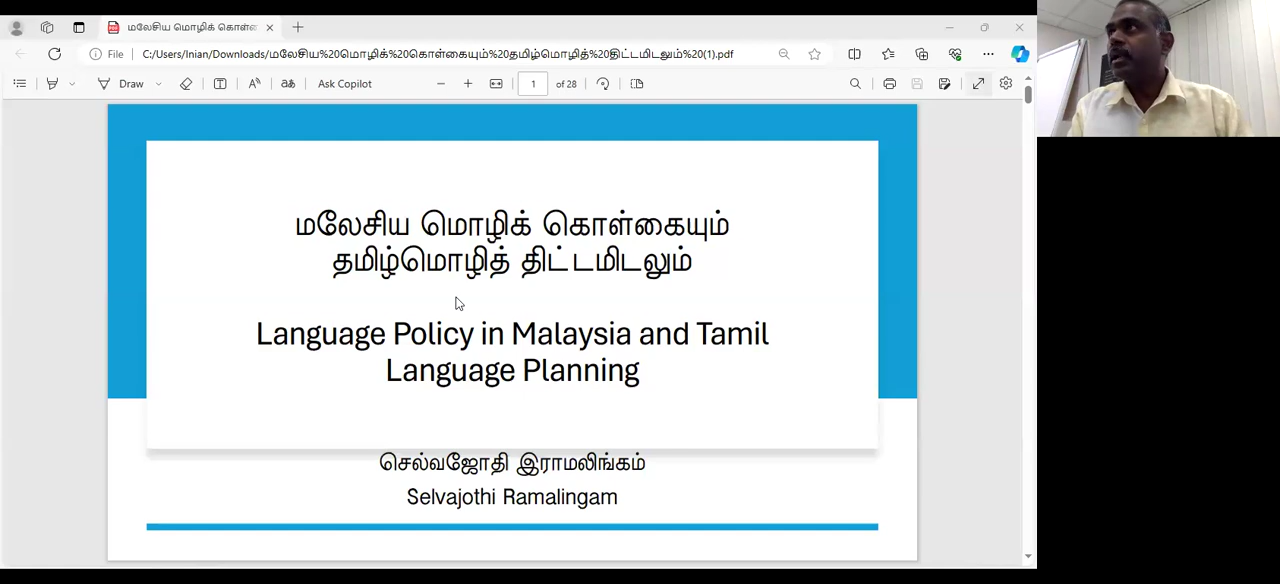 மலேசிய மொழிக் கொள்
File
C:/Users/Inian/Downloads/மலேசிய%20மொழிக்%20கொள்கையும்%20தமிழ்மொழித்%20திட்டமிடலும்%20(1).pdf
Draw
Ask Copilot
1 of 28
மலேசிய மொழிக் கொள்கையும்
தமிழ்மொழித் திட்டமிடலும்
Language Policy in Malaysia and Tamil
Language Planning
செல்வஜோதி இராமலிங்கம்
Selvajothi Ramalingam